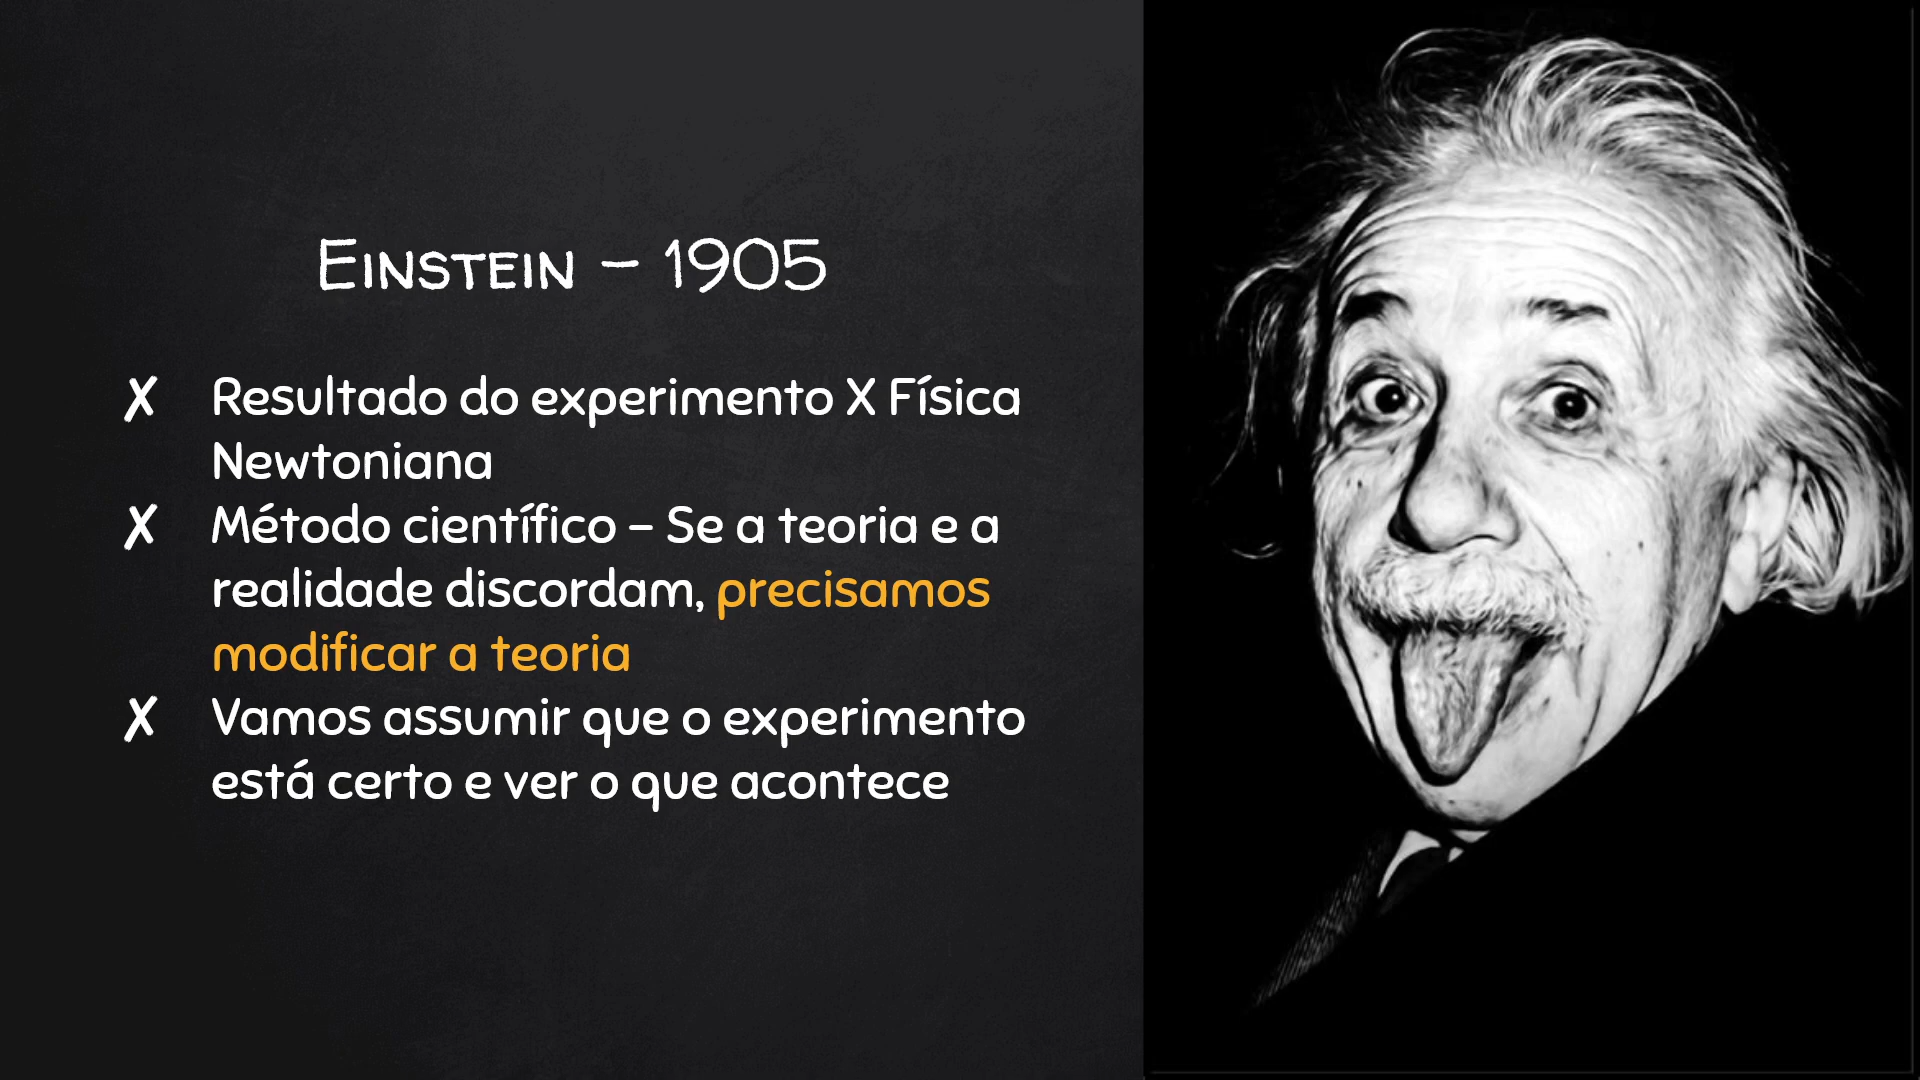 Einstein – 1905
✗ Resultado do experimento X Física
Newtoniana
✗ Método científico – Se a teoria e a
realidade discordam, precisamos
modificar a teoria
✗ Vamos assumir que o experimento
está certo e ver o que acontece